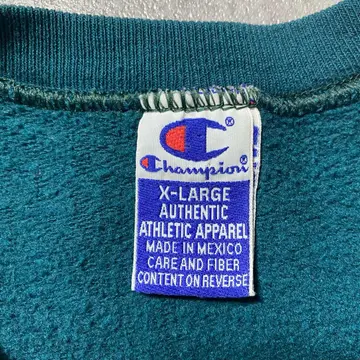 Champion
X-LARGE
AUTHENTIC
ATHLETIC APPAREL
MADE IN MEXICO
CARE AND FIBER
CONTENT ON REVERSE